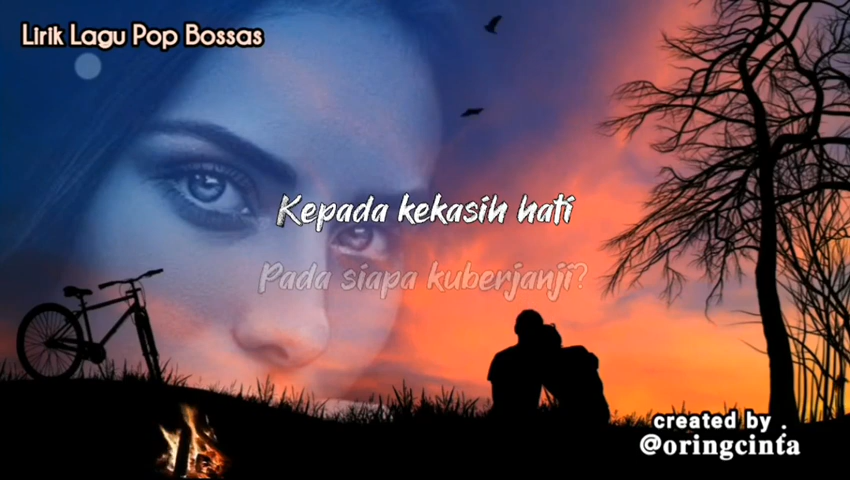 Lirik Lagu Pop Bossas
Kepada kekasih hati
Pada siapa kuberjanji?
created by .
@oringcinta